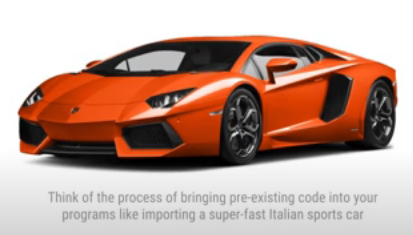 Think of the process of bringing pre-existing code into your
programs like importing a super-fast Italian sports car